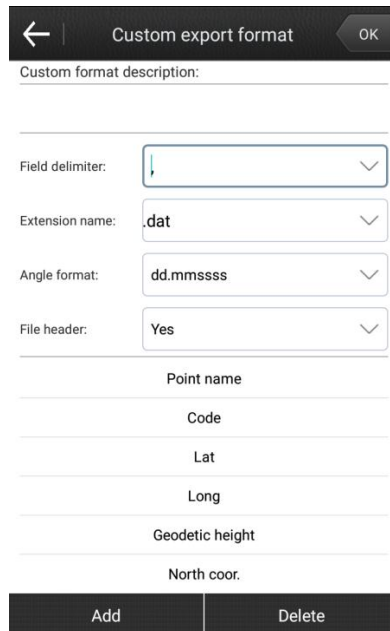 Custom export format OK
Custom format description:
Field delimiter: ,
Extension name: .dat
Angle format: dd.mmssss
File header: Yes
Point name
Code
Lat
Long
Geodetic height
North coor.
Add Delete